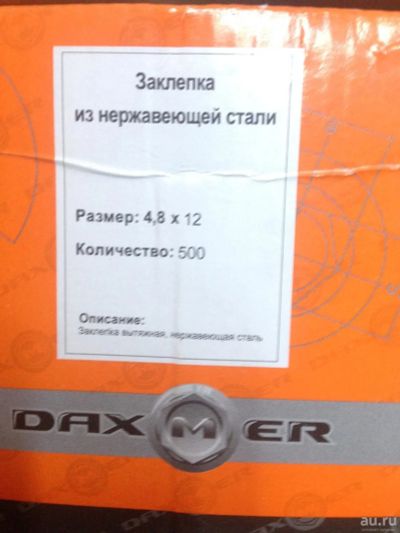 Заклепка
из нержавеющей стали
Размер: 4,8 x 12
Количество: 500
Описание:
Заклепка вытяжная, нержавеющая сталь
DAXMER
au.ru